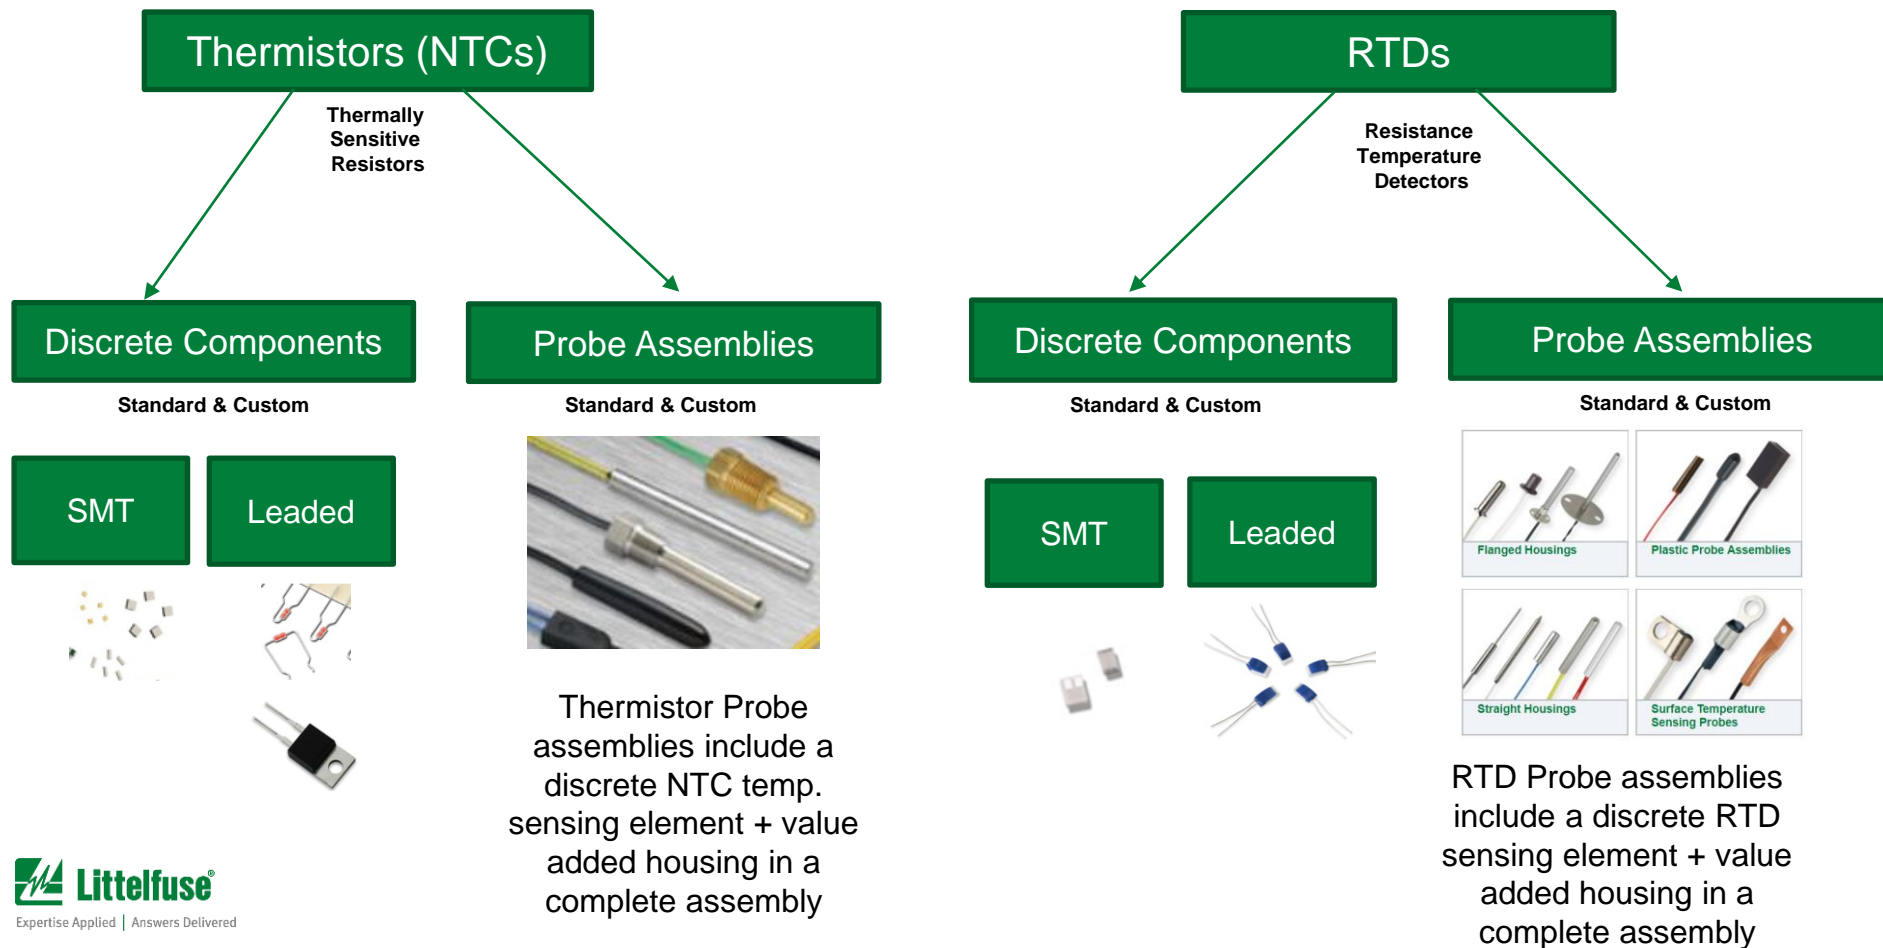 Thermistors (NTCs)
Thermally
Sensitive
Resistors
Discrete Components
Standard & Custom
SMT
Leaded
Probe Assemblies
Standard & Custom
Thermistor Probe
assemblies include a
discrete NTC temp.
sensing element + value
added housing in a
complete assembly
RTDs
Resistance
Temperature
Detectors
Discrete Components
Standard & Custom
SMT
Leaded
Probe Assemblies
Standard & Custom
Flanged Housings
Plastic Probe Assemblies
Straight Housings
Surface Temperature
Sensing Probes
RTD Probe assemblies
include a discrete RTD
sensing element + value
added housing in a
complete assembly
Littelfuse®
Expertise Applied | Answers Delivered